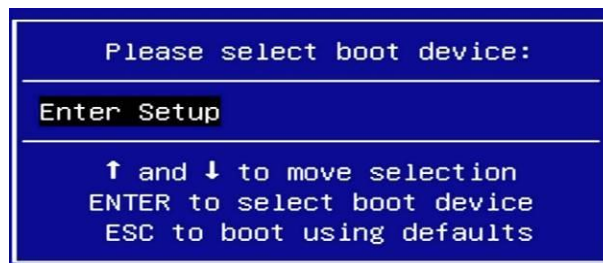 Please select boot device:
Enter Setup
↑ and ↓ to move selection
ENTER to select boot device
ESC to boot using defaults